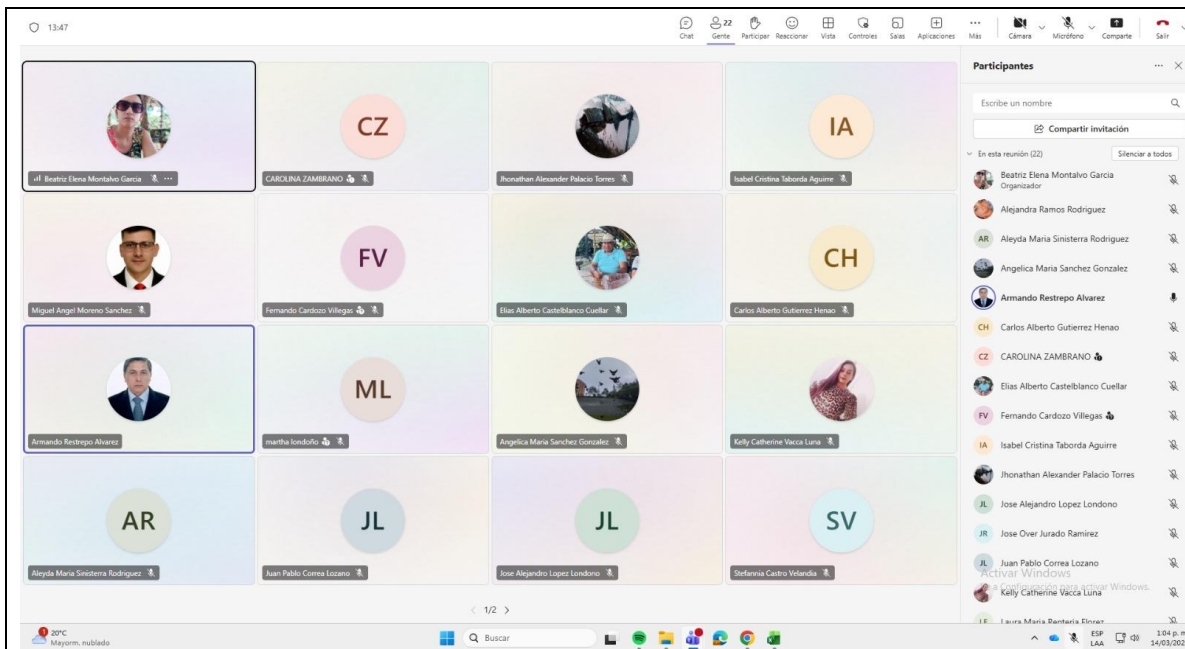 13:47
22
Chat Gente Participar Reaccionar Vista Controles Salas Aplicaciones Más Cámara Micrófono Comparte Salir
CZ
IA
Beatriz Elena Montalvo Garcia
CAROLINA ZAMBRANO
Jhonathan Alexander Palacio Torres
Isabel Cristina Taborda Aguirre
FV
CH
Miguel Angel Moreno Sanchez
Fernando Cardozo Villegas
Elias Alberto Castelblanco Cuellar
Carlos Alberto Gutierrez Henao
ML
Armando Restrepo Alvarez
martha londoño
Angelica Maria Sanchez Gonzalez
Kelly Catherine Vacca Luna
AR
JL
JL
SV
Aleyda Maria Sinisterra Rodriguez
Juan Pablo Correa Lozano
Jose Alejandro Lopez Londono
Stefannia Castro Velandia
1/2
Participantes
Escribe un nombre
Compartir invitación
En esta reunión (22) Silenciar a todos
Beatriz Elena Montalvo Garcia
Organizador
Alejandra Ramos Rodriguez
AR Aleyda Maria Sinisterra Rodriguez
Angelica Maria Sanchez Gonzalez
Armando Restrepo Alvarez
CH Carlos Alberto Gutierrez Henao
CZ CAROLINA ZAMBRANO
Elias Alberto Castelblanco Cuellar
FV Fernando Cardozo Villegas
IA Isabel Cristina Taborda Aguirre
Jhonathan Alexander Palacio Torres
JL Jose Alejandro Lopez Londono
JR Jose Over Jurado Ramirez
JL Juan Pablo Correa Lozano
Activar Windows
a Configuración para activar Windows.
Kelly Catherine Vacca Luna
Laura Maria Renteria Florez
1
20°C
Mayorm. nublado
Buscar
ESP
LAA
1:04 p. m
14/03/202